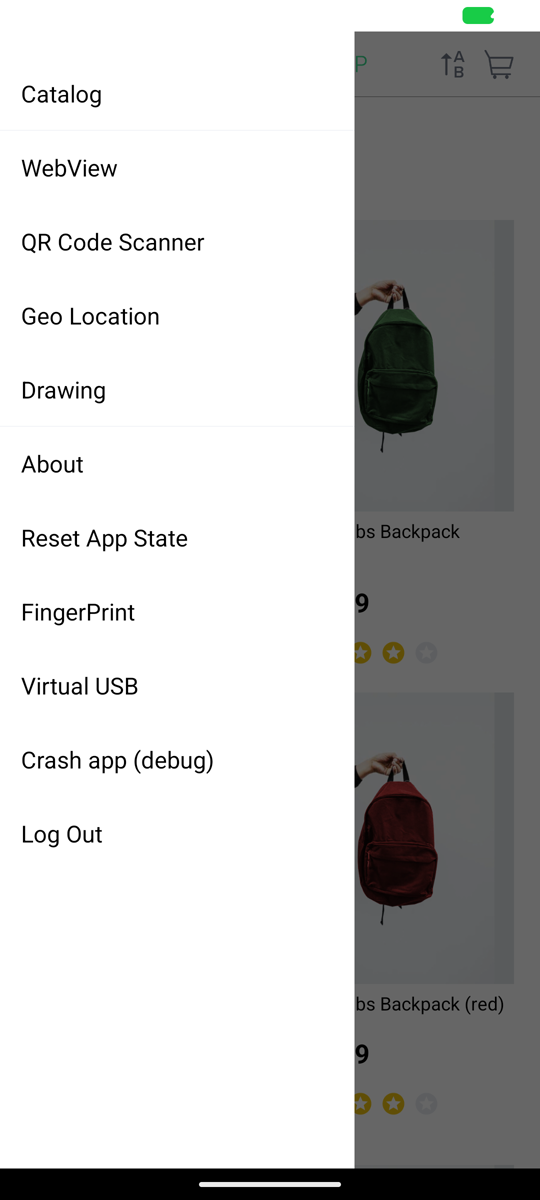 Catalog
WebView
QR Code Scanner
Geo Location
Drawing
About
Reset App State
FingerPrint
Virtual USB
Crash app (debug)
Log Out
P
A
B
bs Backpack
9
bs Backpack (red)
9